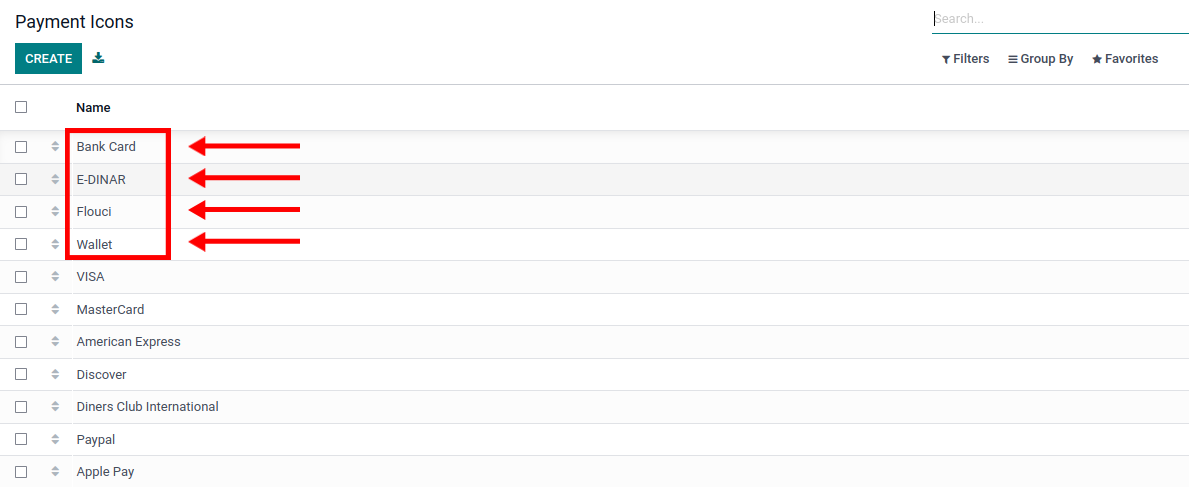 Payment Icons
Search...
CREATE
Filters
Group By
Favorites
Name
Bank Card
E-DINAR
Flouci
Wallet
VISA
MasterCard
American Express
Discover
Diners Club International
Paypal
Apple Pay